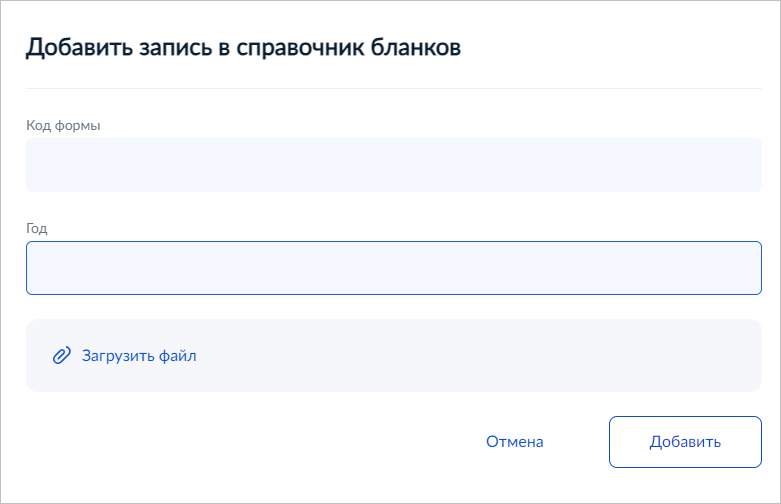 Добавить запись в справочник бланков
Код формы
Год
Загрузить файл
Отмена
Добавить